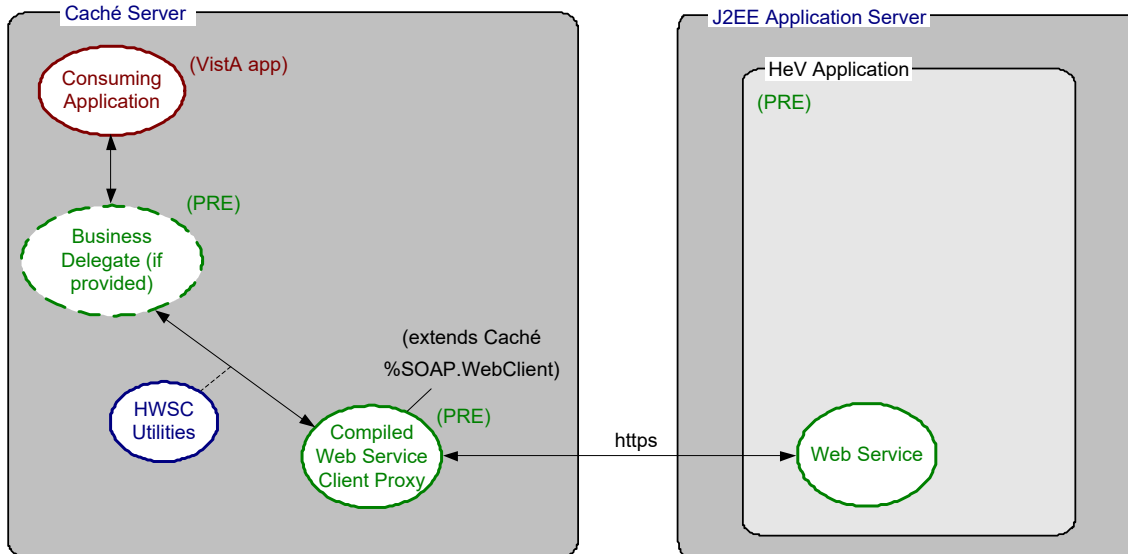 Caché Server
(VistA app)
Consuming
Application
(PRE)
Business
Delegate (if
provided)
(extends Caché
%SOAP.WebClient)
HWSC
Utilities
(PRE)
Compiled
Web Service
Client Proxy
https
J2EE Application Server
HeV Application
(PRE)
Web Service